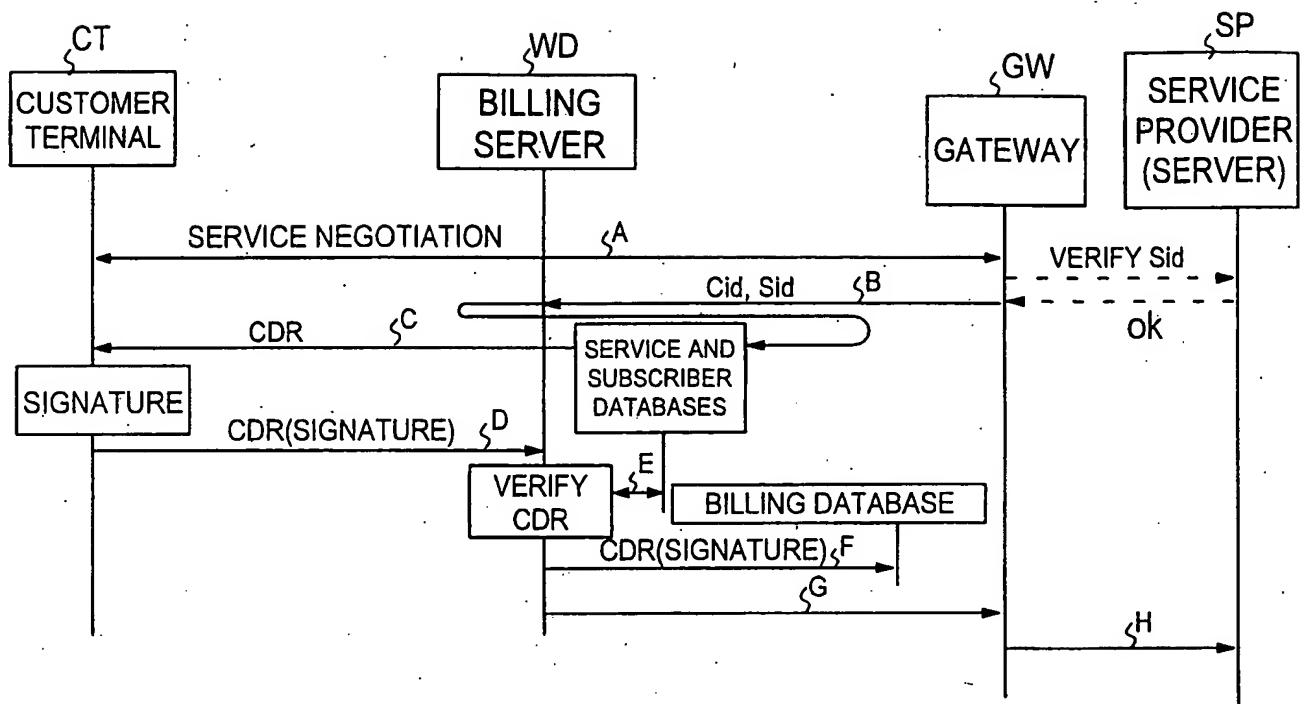 CT
WD
GW
SP
CUSTOMER
TERMINAL
BILLING
SERVER
GATEWAY
SERVICE
PROVIDER
(SERVER)
SERVICE NEGOTIATION
A
VERIFY Sid
Cid, Sid
B
ok
CDR
C
SERVICE AND
SUBSCRIBER
DATABASES
SIGNATURE
CDR(SIGNATURE)
D
VERIFY
CDR
E
BILLING DATABASE
CDR(SIGNATURE)
F
G
H